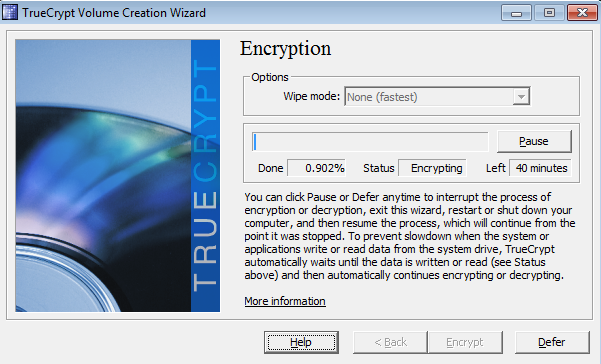 TrueCrypt Volume Creation Wizard
TRUECRYPT
Encryption
Options
Wipe mode: None (fastest)
Pause
Done 0.902% Status Encrypting Left 40 minutes
You can click Pause or Defer anytime to interrupt the process of
encryption or decryption, exit this wizard, restart or shut down your
computer, and then resume the process, which will continue from the
point it was stopped. To prevent slowdown when the system or
applications write or read data from the system drive, TrueCrypt
automatically waits until the data is written or read (see Status
above) and then automatically continues encrypting or decrypting.
More information
Help < Back Encrypt Defer